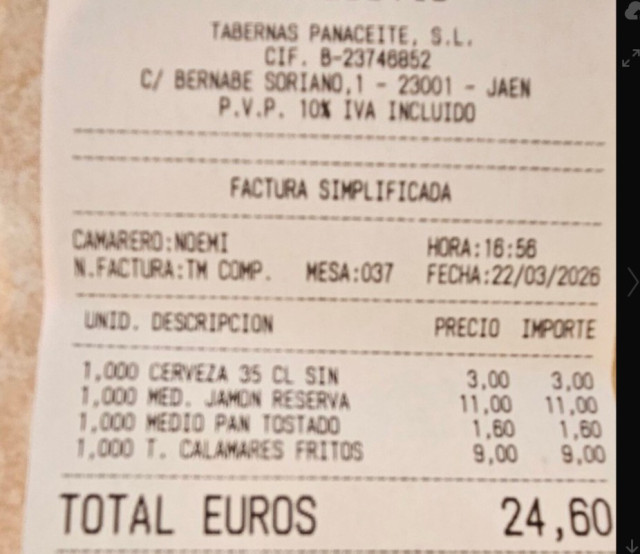 TABERNAS PANACEITE, S.L.
CIF. B-23746852
C/ BERNABE SORIANO,1 - 23001 - JAEN
P.V.P. 10% IVA INCLUIDO
FACTURA SIMPLIFICADA
CAMARERO:NOEMI HORA:16:56
N.FACTURA:TM COMP. MESA:037 FECHA:22/03/2026
UNID. DESCRIPCION PRECIO IMPORTE
1,000 CERVEZA 35 CL SIN 3,00 3,00
1,000 MED. JAMON RESERVA 11,00 11,00
1,000 MEDIO PAN TOSTADO 1,60 1,60
1,000 T. CALAMARES FRITOS 9,00 9,00
TOTAL EUROS 24,60